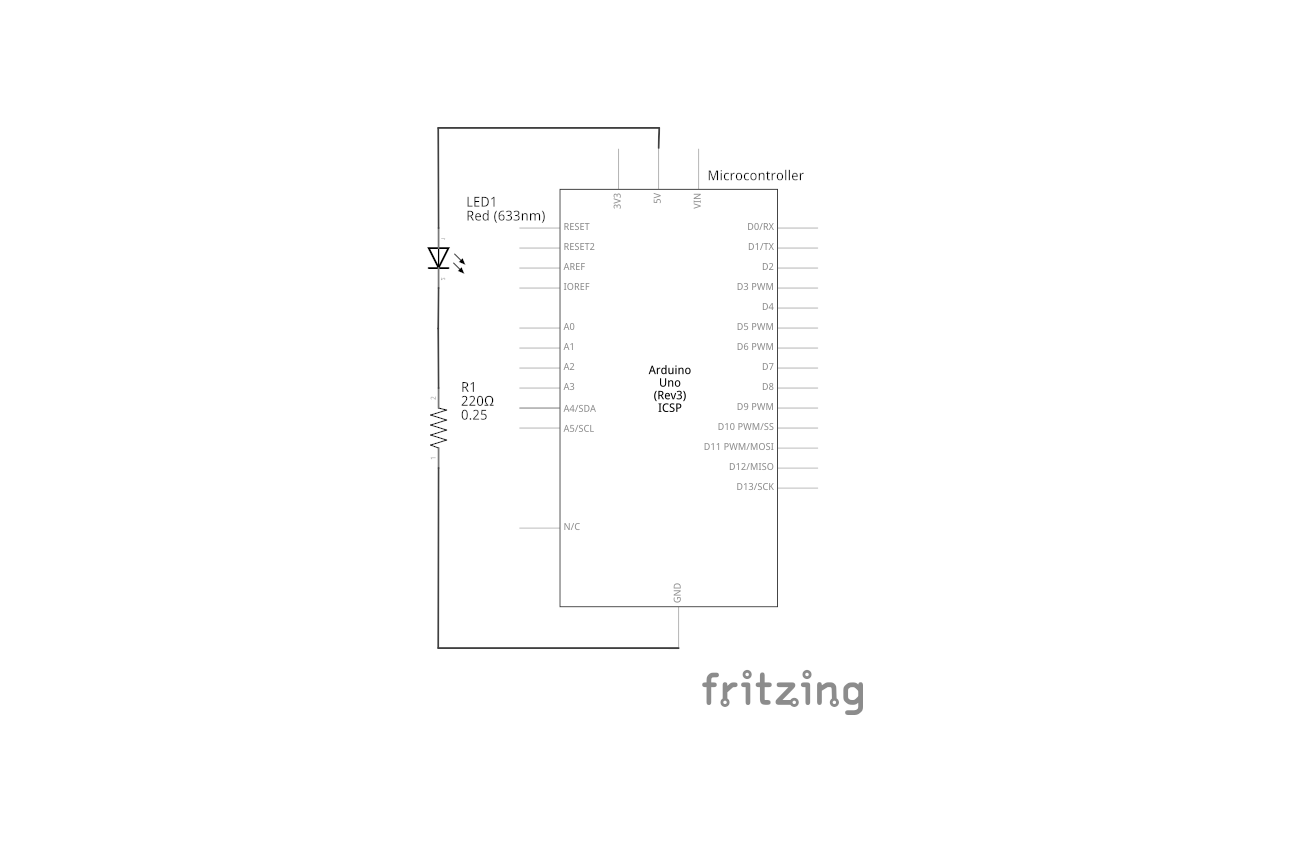 Microcontroller
LED1
Red (633nm)
3V3
5V
VIN
RESET
RESET2
AREF
IOREF
A0
A1
A2
A3
A4/SDA
A5/SCL
N/C
D0/RX
D1/TX
D2
D3 PWM
D4
D5 PWM
D6 PWM
D7
D8
D9 PWM
D10 PWM/SS
D11 PWM/MOSI
D12/MISO
D13/SCK
Arduino
Uno
(Rev3)
ICSP
R1
220Ω
0.25
2
1
GND
fritzing